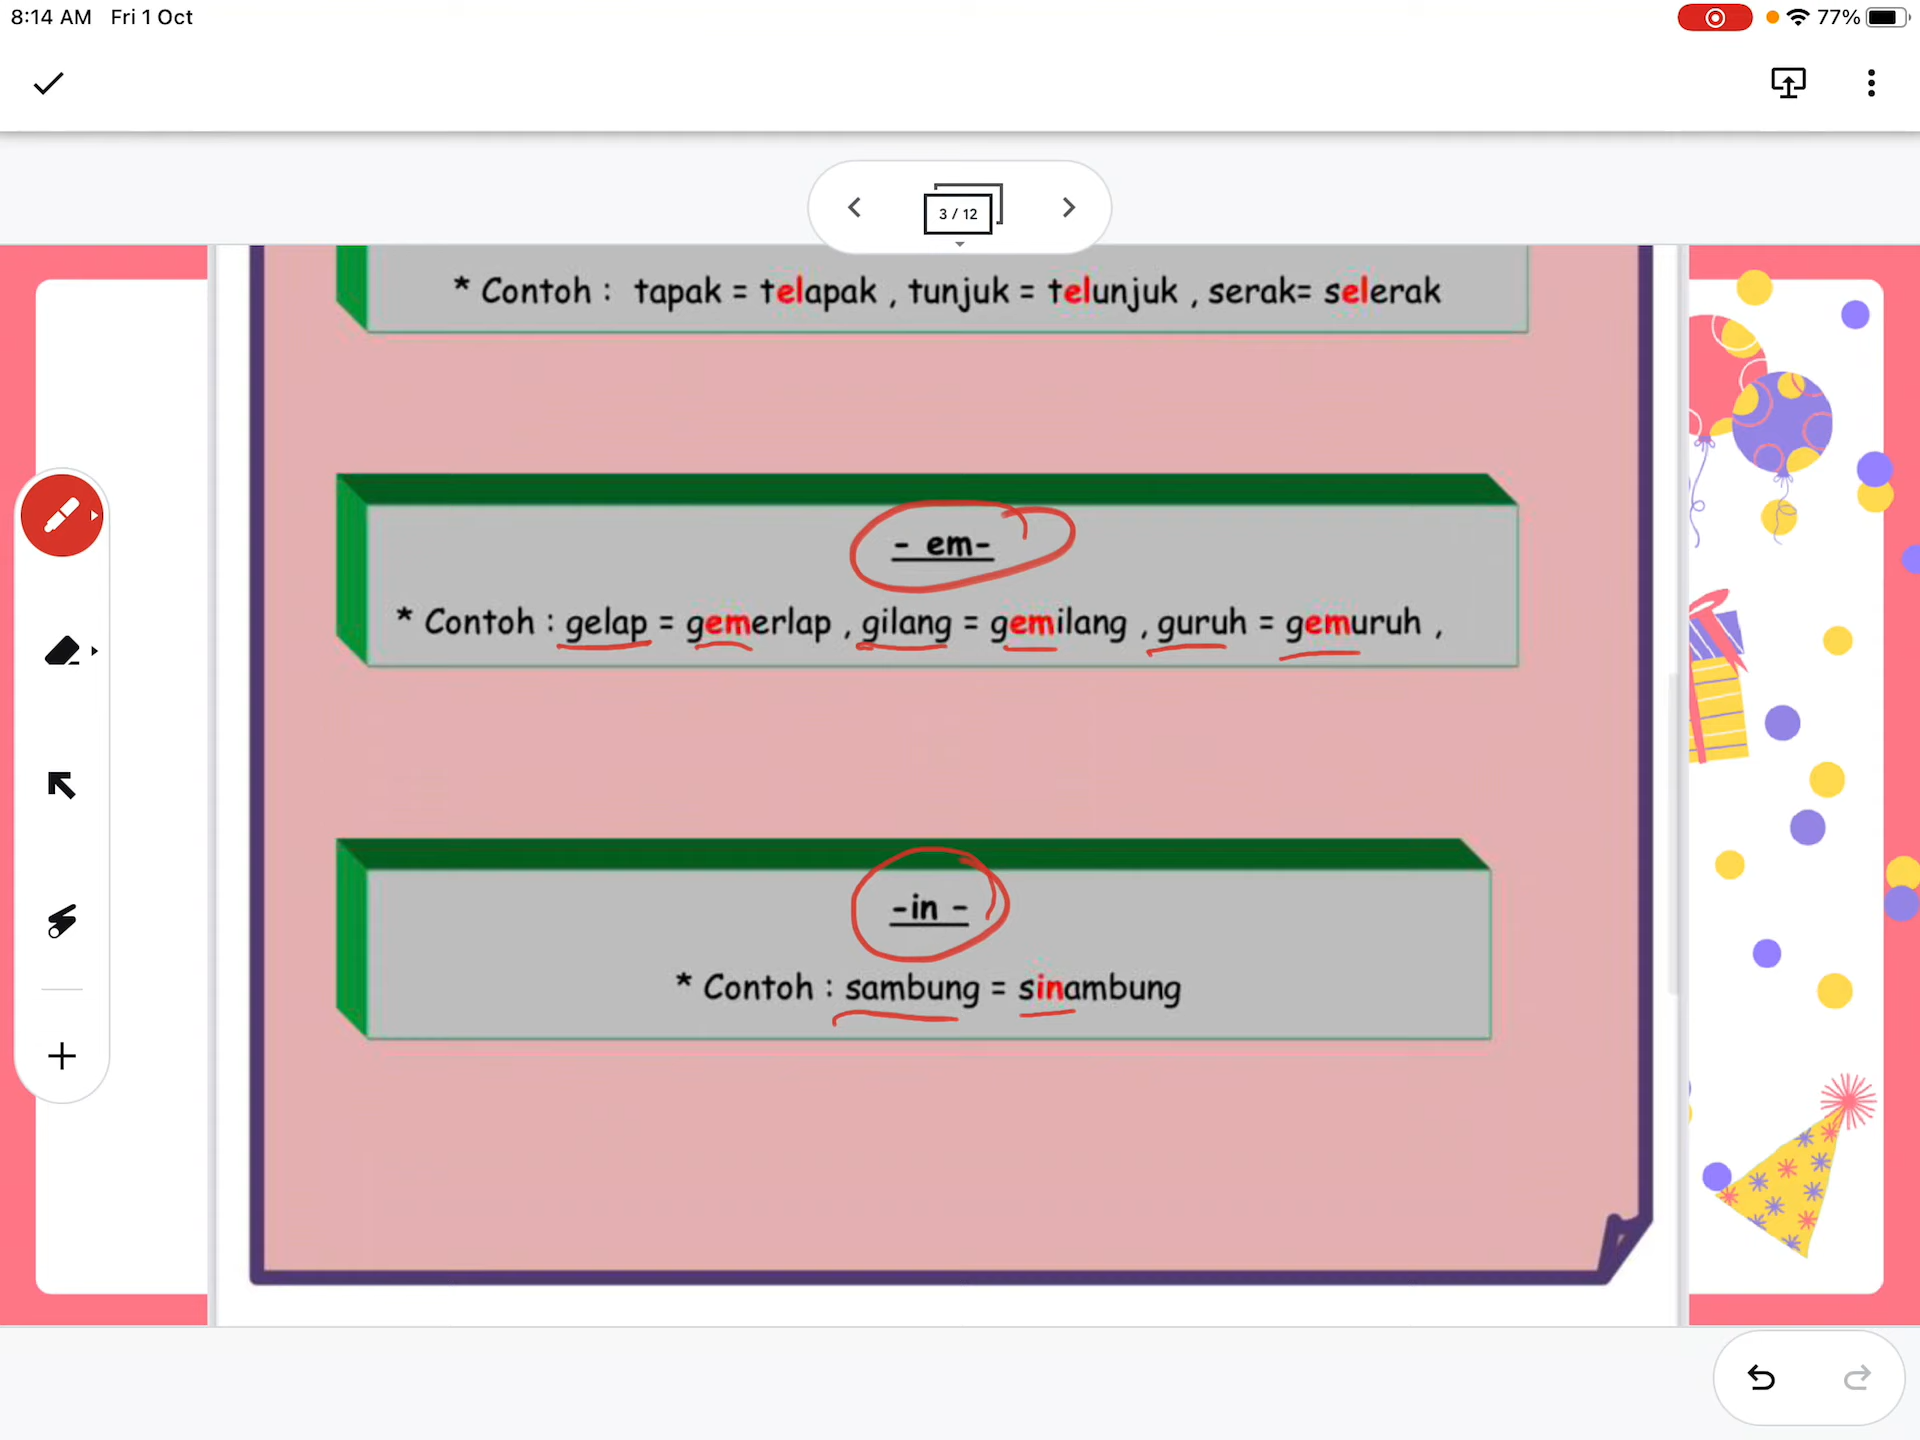 8:14 AM Fri 1 Oct
77%
3 / 12
* Contoh : tapak = telapak , tunjuk = telunjuk , serak= selerak
- em-
* Contoh : gelap = gemerlap , gilang = gemilang , guruh = gemuruh ,
-in -
* Contoh : sambung = sinambung